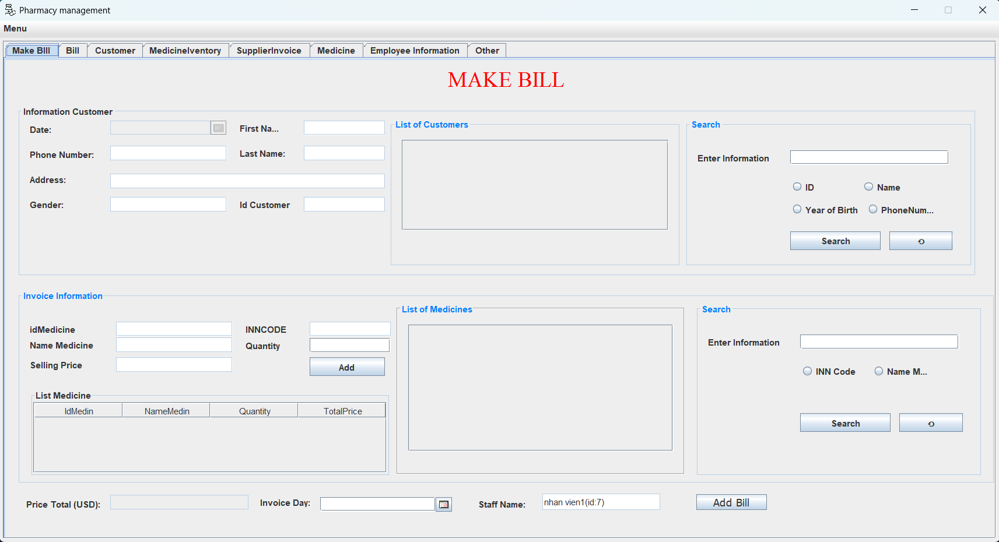 Pharmacy management
Menu
Make BIll
Bill
Customer
MedicineIventory
SupplierInvoice
Medicine
Employee Information
Other
MAKE BILL
Information Customer
Date:
First Na...
Phone Number:
Last Name:
Address:
Gender:
Id Customer
List of Customers
Search
Enter Information
ID
Name
Year of Birth
PhoneNum...
Search
Invoice Information
idMedicine
INNCODE
Name Medicine
Quantity
Selling Price
Add
List Medicine
IdMedin
NameMedin
Quantity
TotalPrice
List of Medicines
Search
Enter Information
INN Code
Name M...
Search
Price Total (USD):
Invoice Day:
Staff Name:
nhan vien1(id:7)
Add Bill